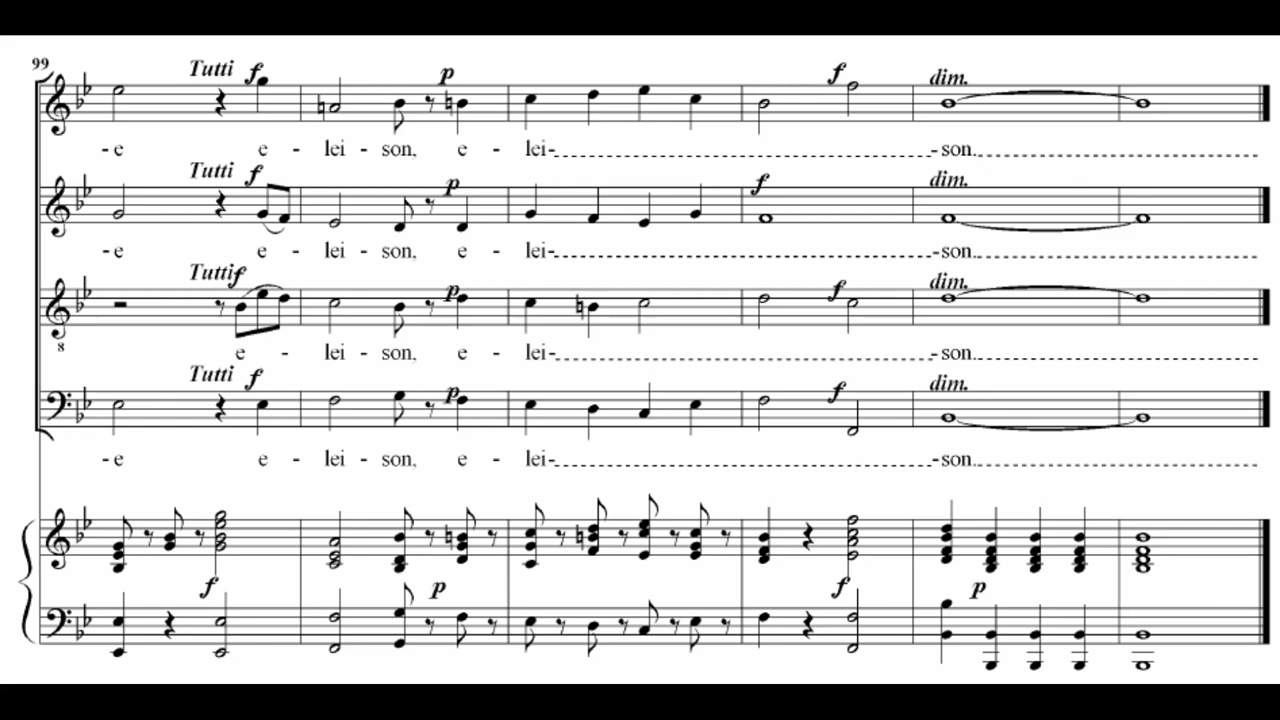 99
Tutti f p f dim.
- e e - lei - son, e - lei- -son.
Tutti f p f dim.
- e e - lei - son, e - lei- -son.
Tutti f p f dim.
8
e - lei - son, e - lei- -son.
Tutti f p f dim.
- e e - lei - son, e - lei- -son.
f p f p